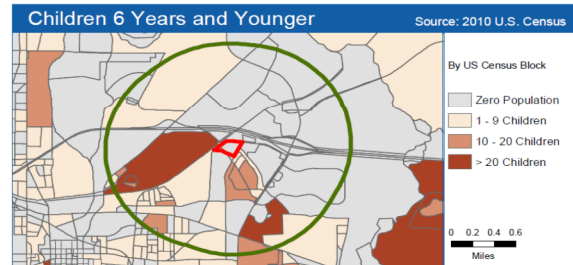 Children 6 Years and Younger
Source: 2010 U.S. Census
By US Census Block
Zero Population
1 - 9 Children
10 - 20 Children
> 20 Children
0 0.2 0.4 0.6
Miles